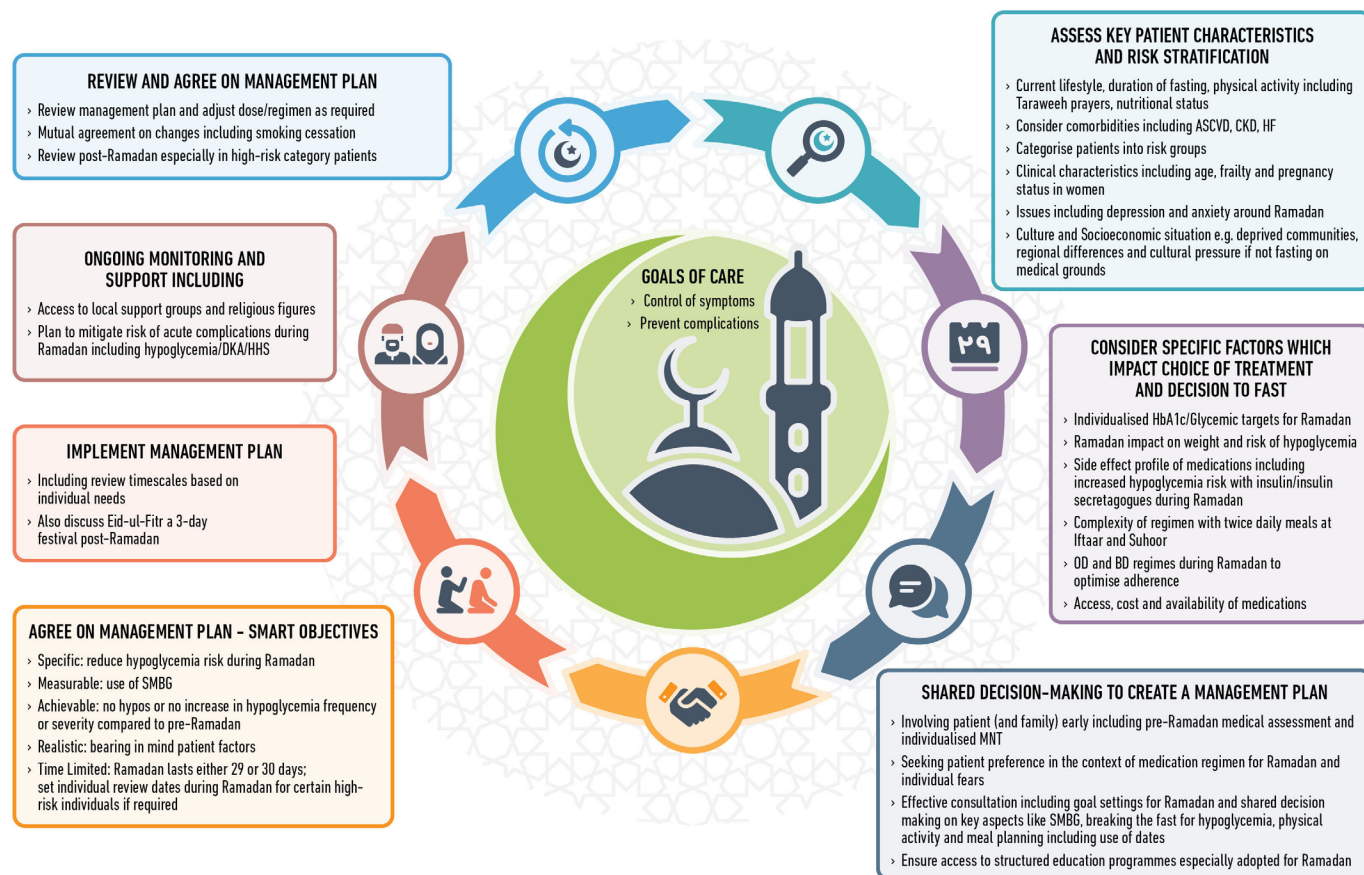 REVIEW AND AGREE ON MANAGEMENT PLAN
› Review management plan and adjust dose/regimen as required
› Mutual agreement on changes including smoking cessation
› Review post-Ramadan especially in high-risk category patients
ASSESS KEY PATIENT CHARACTERISTICS
AND RISK STRATIFICATION
› Current lifestyle, duration of fasting, physical activity including
Taraweeh prayers, nutritional status
› Consider comorbidities including ASCVD, CKD, HF
› Categorise patients into risk groups
› Clinical characteristics including age, frailty and pregnancy
status in women
› Issues including depression and anxiety around Ramadan
› Culture and Socioeconomic situation e.g. deprived communities,
regional differences and cultural pressure if not fasting on
medical grounds
ONGOING MONITORING AND
SUPPORT INCLUDING
› Access to local support groups and religious figures
› Plan to mitigate risk of acute complications during
Ramadan including hypoglycemia/DKA/HHS
GOALS OF CARE
› Control of symptoms
› Prevent complications
٢٩
CONSIDER SPECIFIC FACTORS WHICH
IMPACT CHOICE OF TREATMENT
AND DECISION TO FAST
› Individualised HbA1c/Glycemic targets for Ramadan
› Ramadan impact on weight and risk of hypoglycemia
› Side effect profile of medications including
increased hypoglycemia risk with insulin/insulin
secretagogues during Ramadan
› Complexity of regimen with twice daily meals at
Iftaar and Suhoor
› OD and BD regimes during Ramadan to
optimise adherence
› Access, cost and availability of medications
IMPLEMENT MANAGEMENT PLAN
› Including review timescales based on
individual needs
› Also discuss Eid-ul-Fitr a 3-day
festival post-Ramadan
AGREE ON MANAGEMENT PLAN - SMART OBJECTIVES
› Specific: reduce hypoglycemia risk during Ramadan
› Measurable: use of SMBG
› Achievable: no hypos or no increase in hypoglycemia frequency
or severity compared to pre-Ramadan
› Realistic: bearing in mind patient factors
› Time Limited: Ramadan lasts either 29 or 30 days;
set individual review dates during Ramadan for certain high-
risk individuals if required
SHARED DECISION-MAKING TO CREATE A MANAGEMENT PLAN
› Involving patient (and family) early including pre-Ramadan medical assessment and
individualised MNT
› Seeking patient preference in the context of medication regimen for Ramadan and
individual fears
› Effective consultation including goal settings for Ramadan and shared decision
making on key aspects like SMBG, breaking the fast for hypoglycemia, physical
activity and meal planning including use of dates
› Ensure access to structured education programmes especially adopted for Ramadan